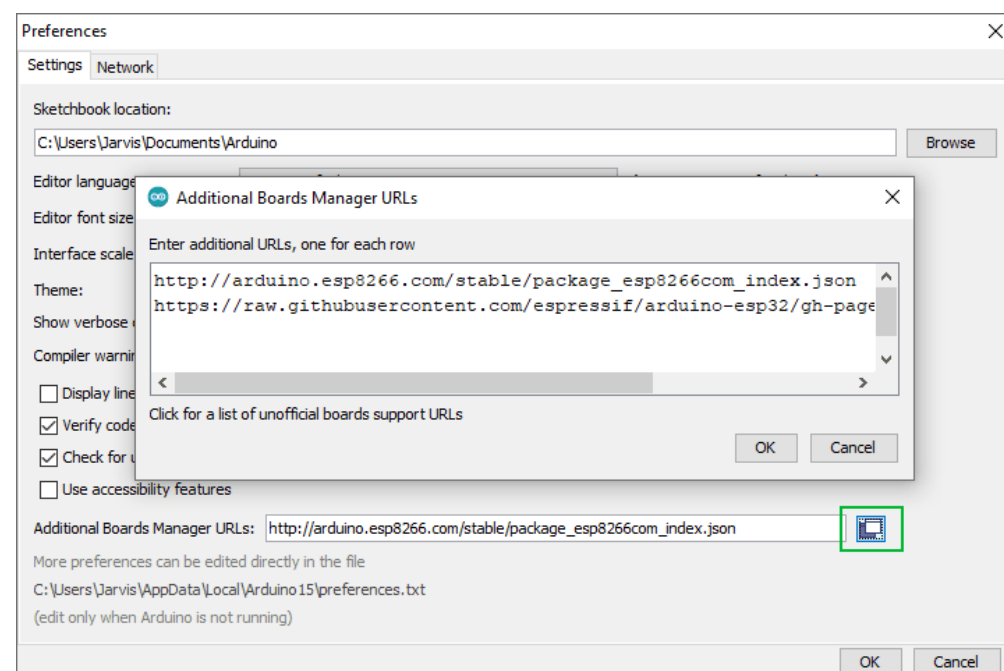 Preferences
Settings Network
Sketchbook location:
C:\Users\Jarvis\Documents\Arduino Browse
Editor language
Editor font size
Interface scale
Theme:
Show verbose
Compiler
Display line
Verify code
Check for
Use accessibility features
Additional Boards Manager URLs
Enter additional URLs, one for each row
http://arduino.esp8266.com/stable/package_esp8266com_index.json
https://raw.githubusercontent.com/espressif/arduino-esp32/gh-page
Click for a list of unofficial boards support URLs
OK Cancel
Additional Boards Manager URLs: http://arduino.esp8266.com/stable/package_esp8266com_index.json
More preferences can be edited directly in the file
C:\Users\Jarvis\AppData\Local\Arduino15\preferences.txt
(edit only when Arduino is not running)
OK Cancel